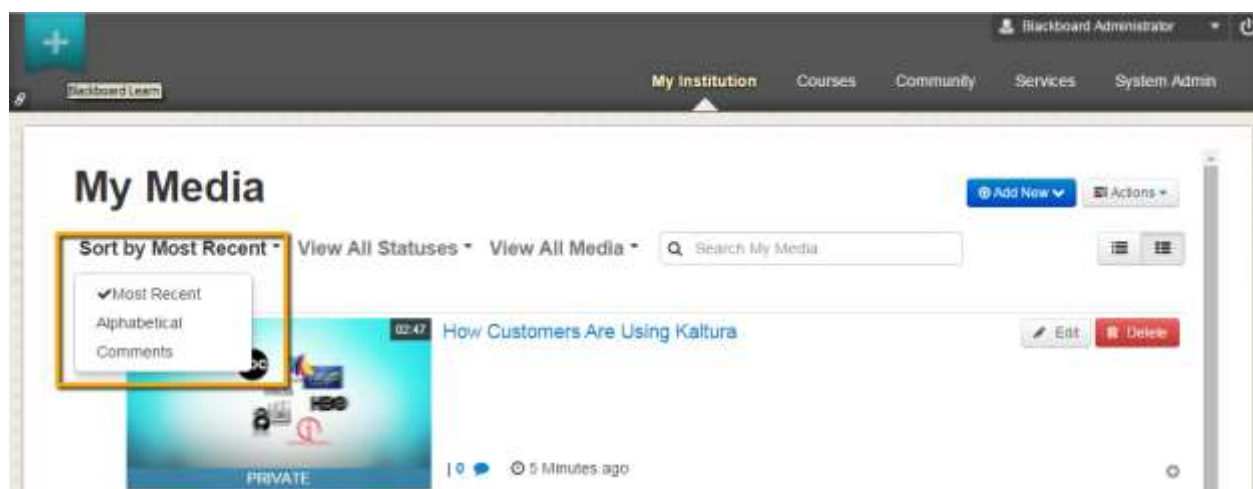 Blackboard Administrator
Blackboard Learn
My Institution Courses Community Services System Admin
My Media
Add New Actions
Sort by Most Recent View All Statuses View All Media Search My Media
Most Recent
Alphabetical
Comments
02:47
How Customers Are Using Kaltura
Edit Delete
abc
HBO
PRIVATE
| 0 5 Minutes ago